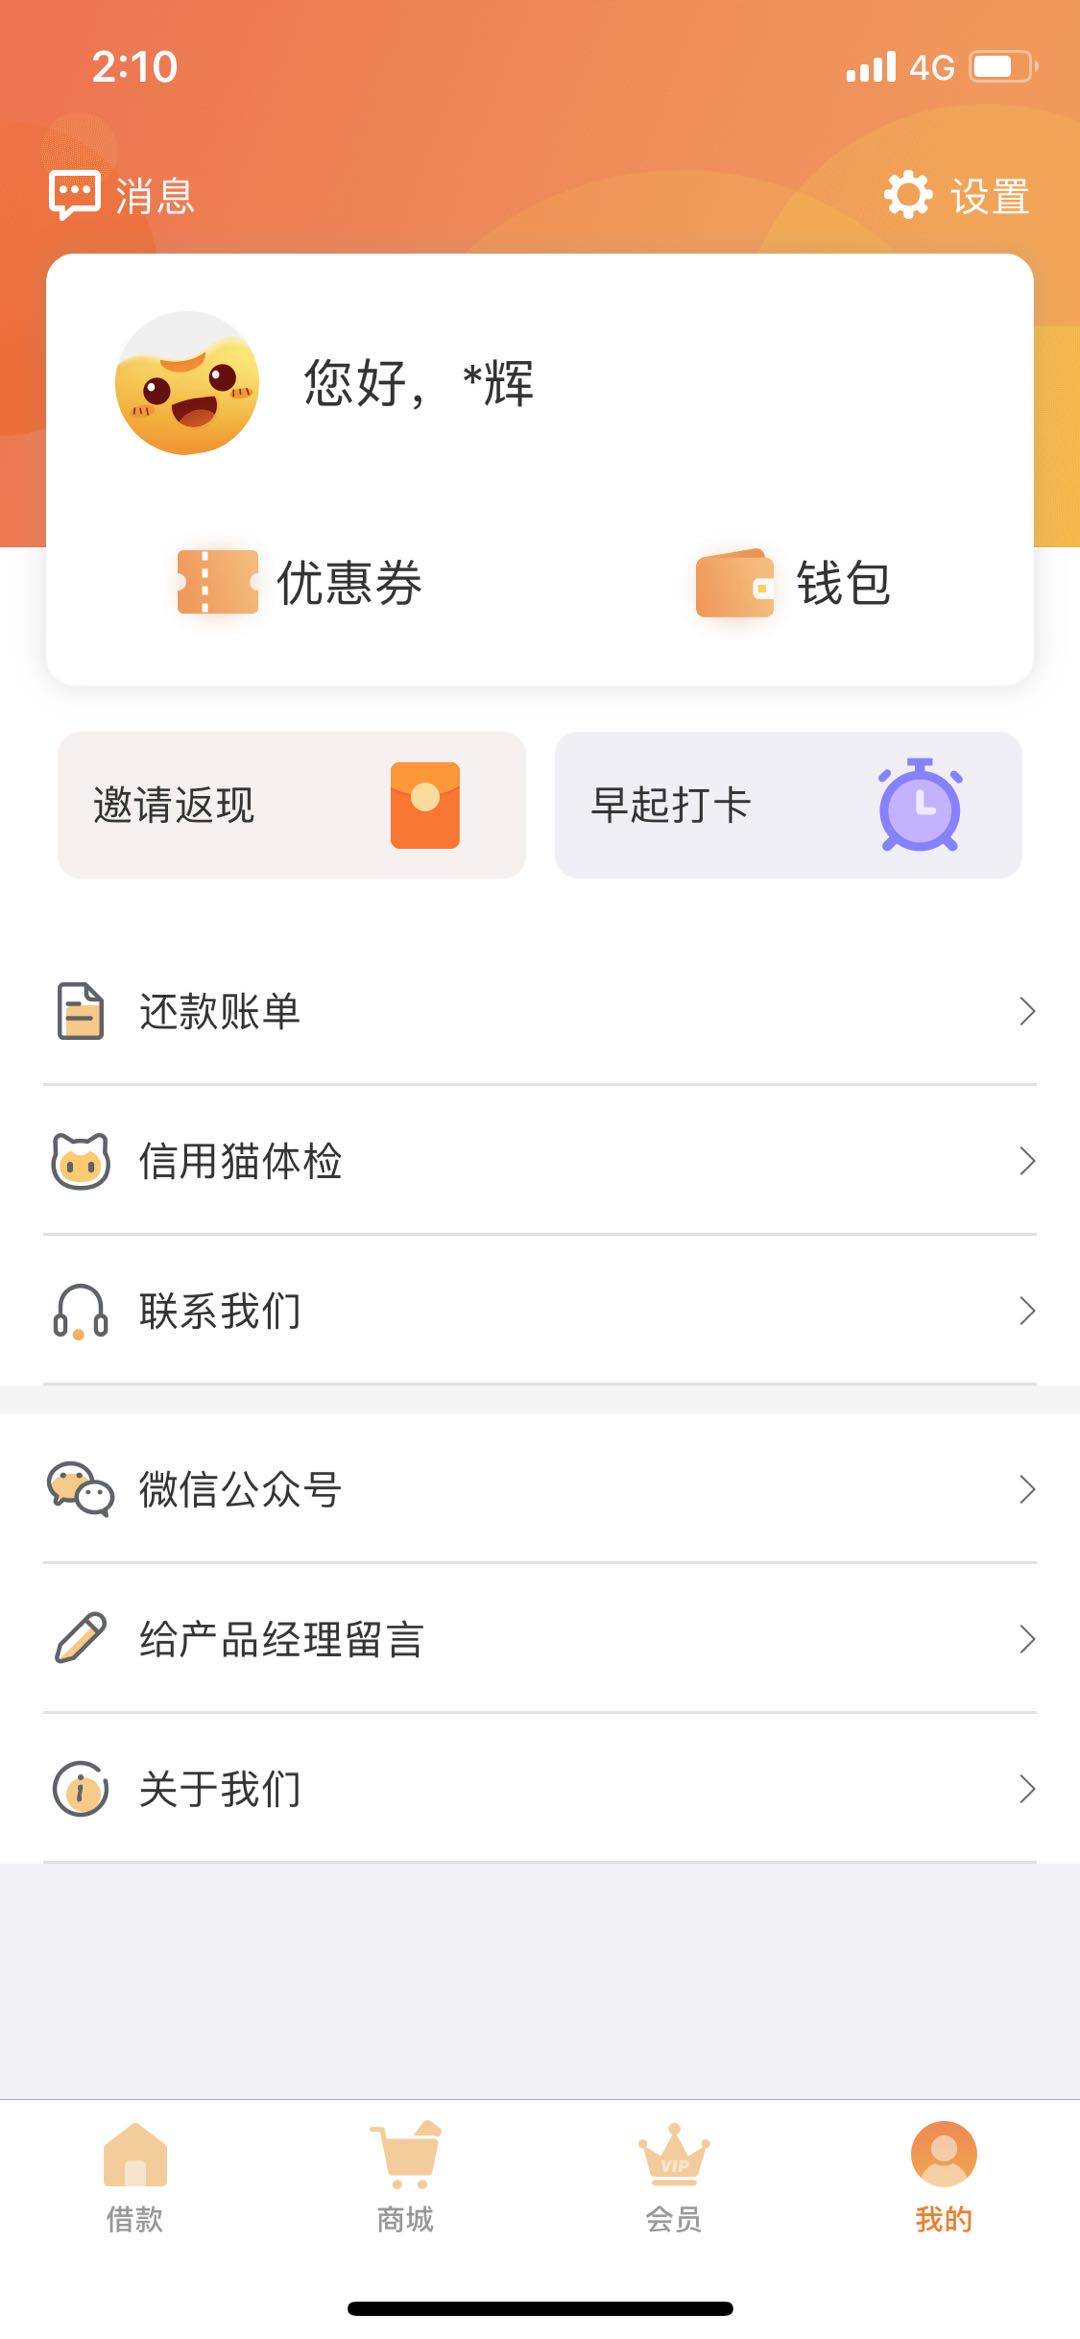 2:10
4G
消息
设置
您好，*辉
优惠券
钱包
邀请返现
早起打卡
还款账单
信用猫体检
联系我们
微信公众号
给产品经理留言
关于我们
VIP
借款
商城
会员
我的